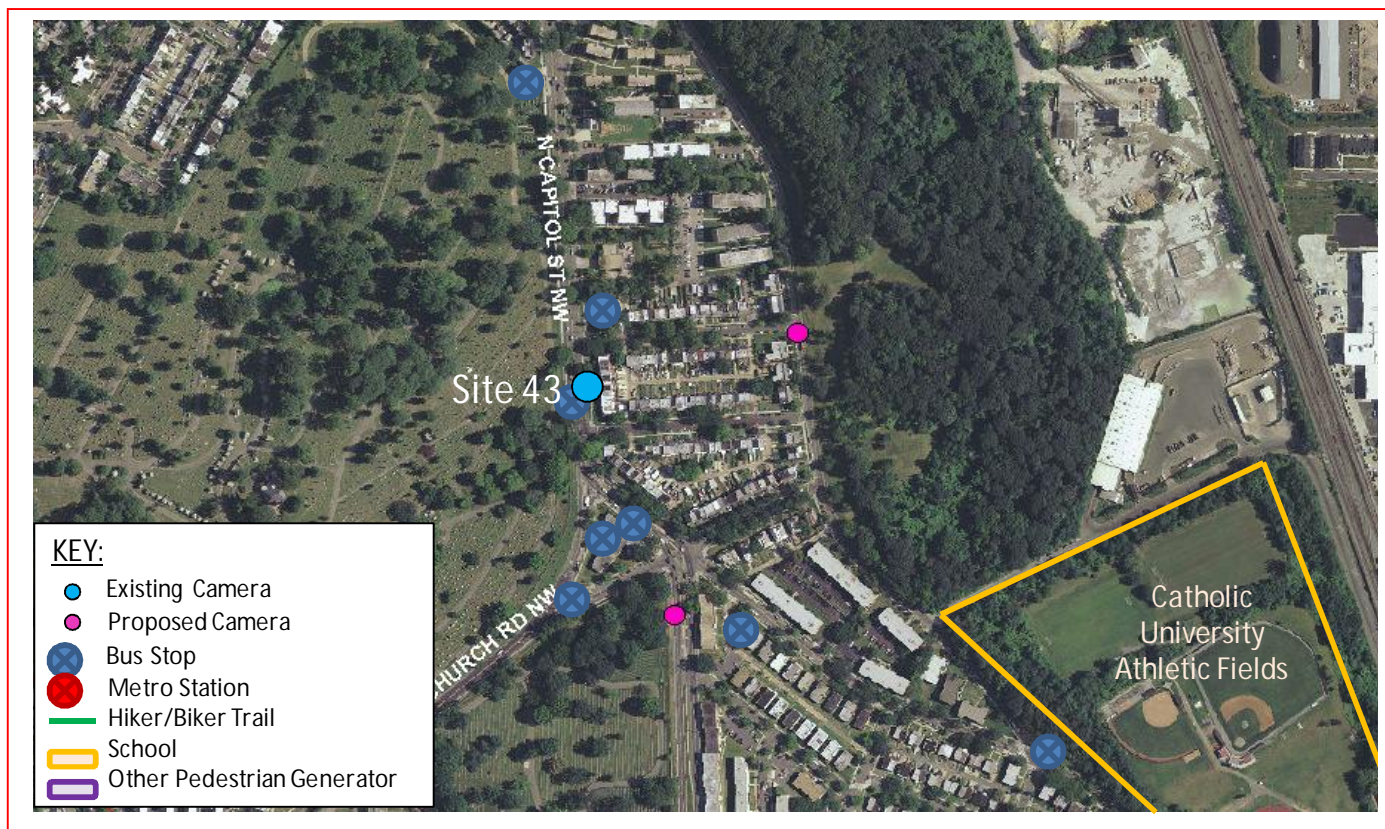 N CAPITOL ST NW
Site 43
CHURCH RD NW
Catholic
University
Athletic Fields
KEY:
Existing Camera
Proposed Camera
Bus Stop
Metro Station
Hiker/Biker Trail
School
Other Pedestrian Generator